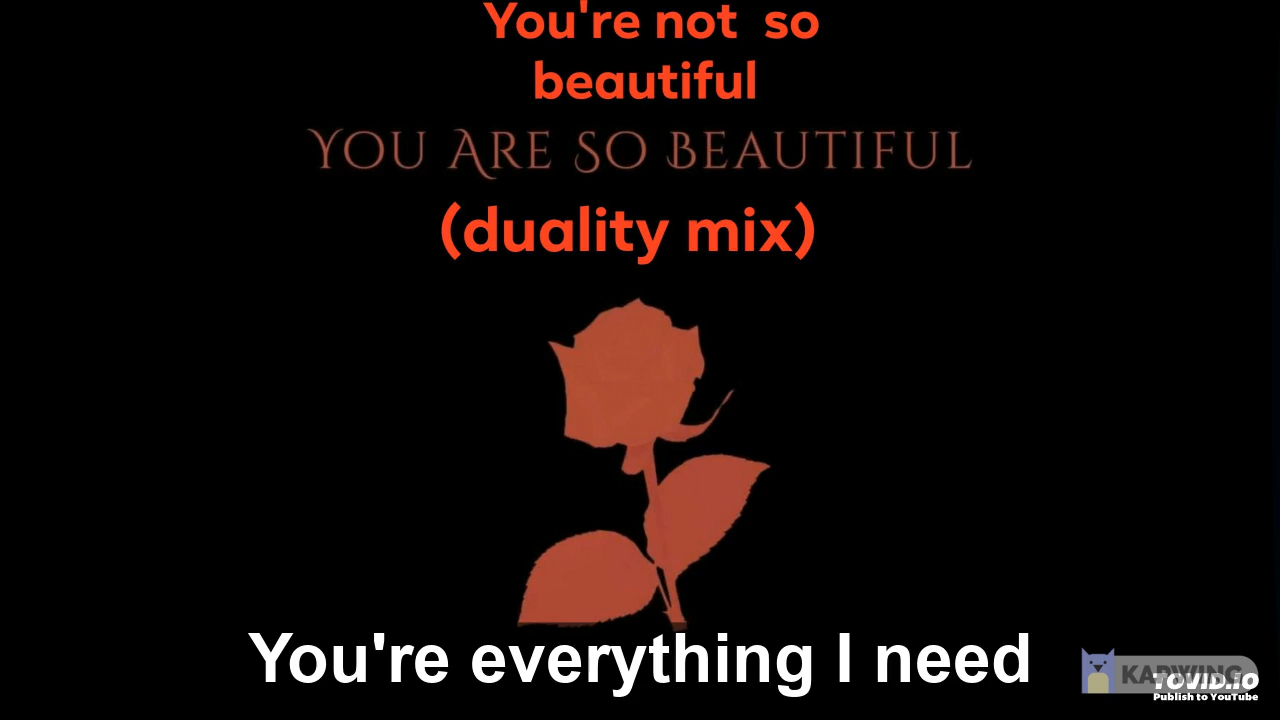 You're not so
beautiful
You Are So Beautiful
(duality mix)
You're everything I need
KAPWING
TOVID.IO
Publish to YouTube